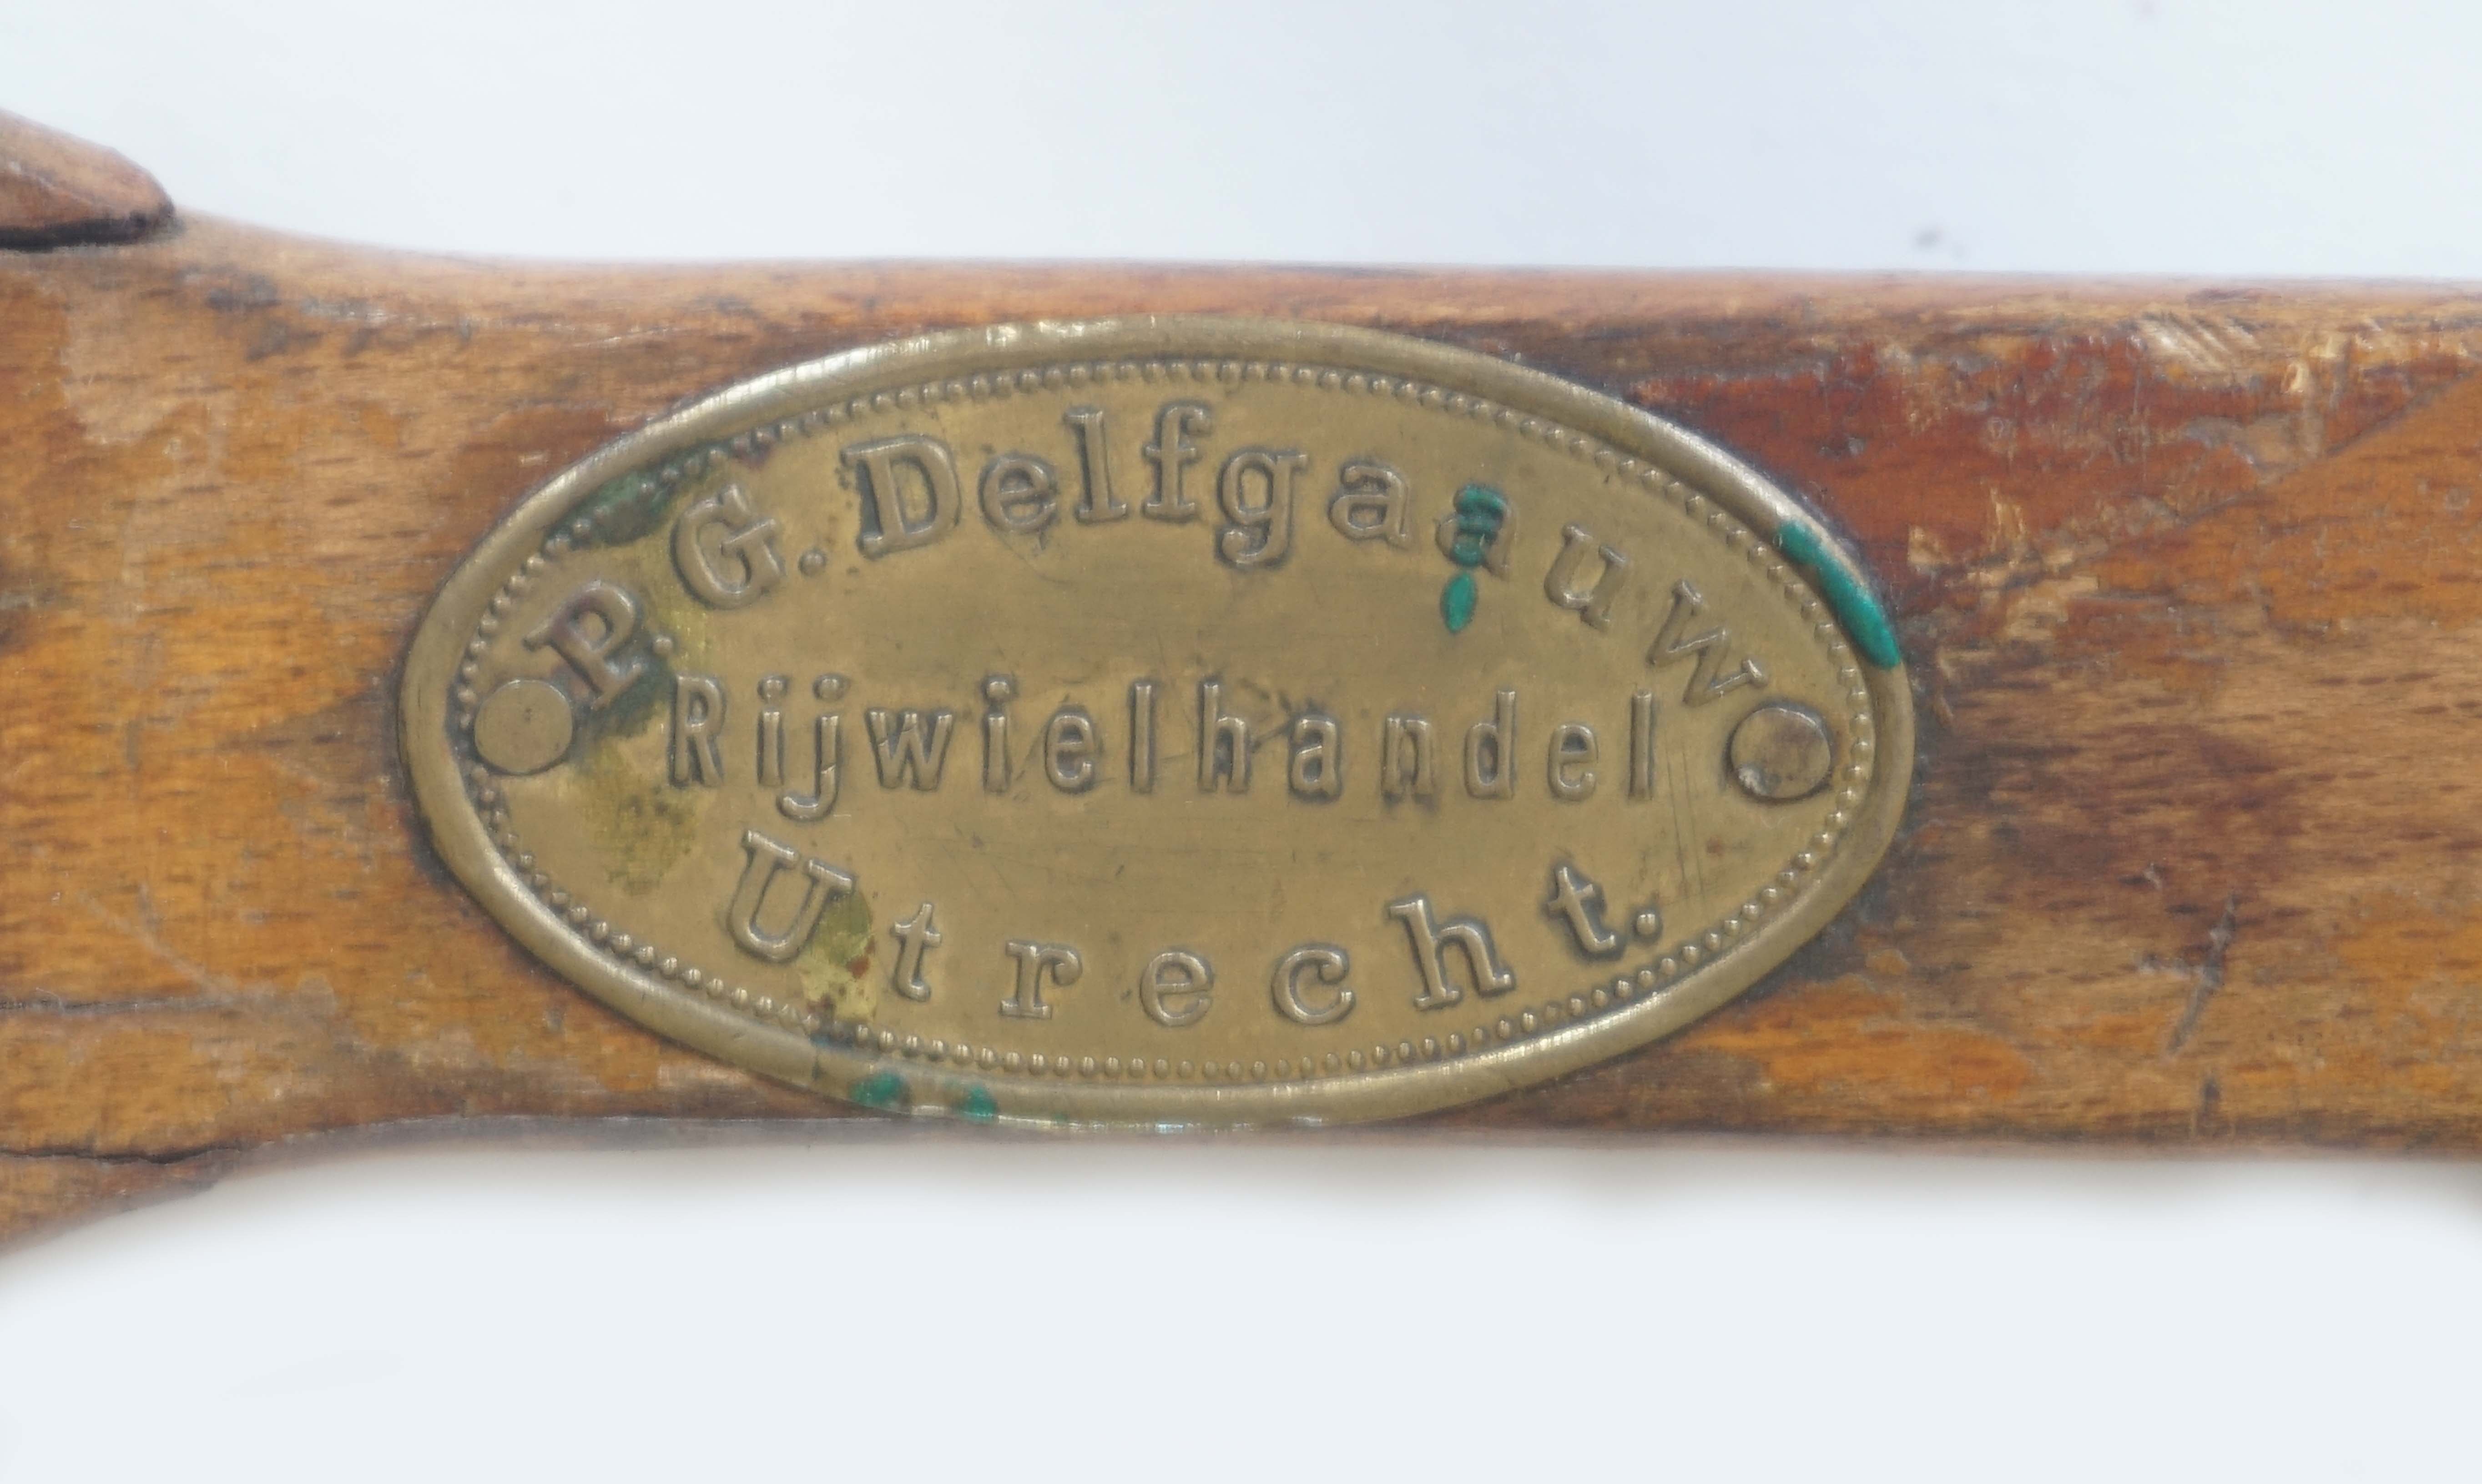 P. G. Delfgaauw
Rijwielhandel
Utrecht.